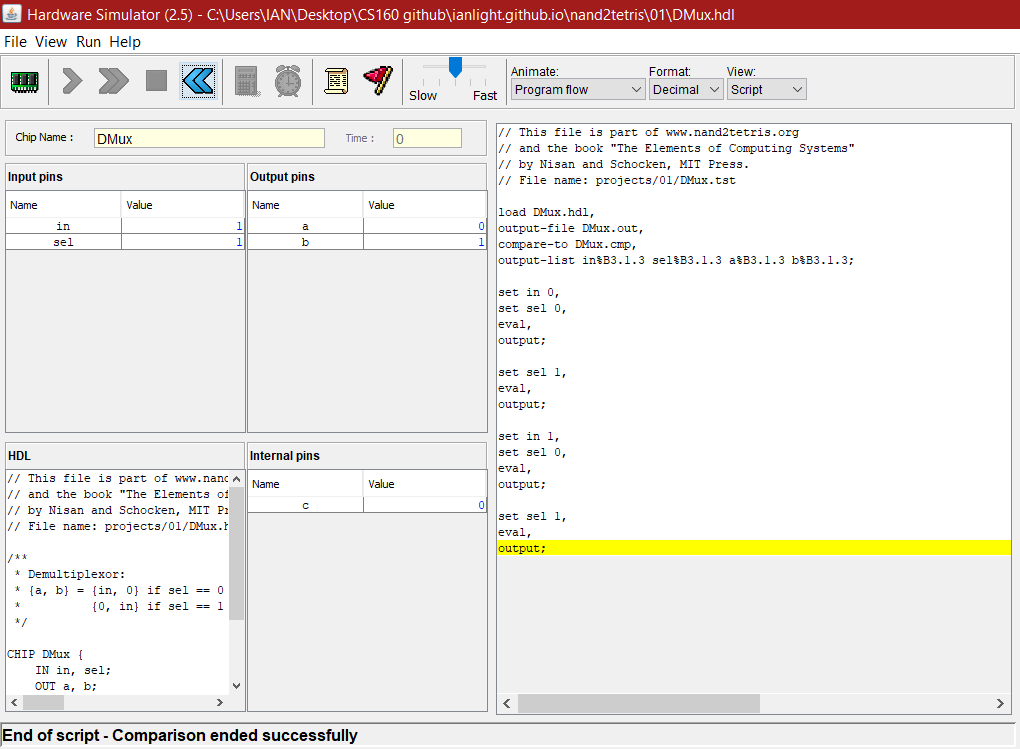 Hardware Simulator (2.5) - C:\Users\IAN\Desktop\CS160 github\ianlight.github.io\nand2tetris\01\DMux.hdl
File View Run Help
Slow Fast
Animate: Format: View:
Program flow Decimal Script
Chip Name : DMux Time : 0
Input pins
Name Value
in 1
sel 1
Output pins
Name Value
a 0
b 1
HDL
// This file is part of www.nanc
// and the book "The Elements of
// by Nisan and Schocken, MIT Pr
// File name: projects/01/DMux.h
/**
* Demultiplexor:
* {a, b} = {in, 0} if sel == 0
* {0, in} if sel == 1
*/
CHIP DMux {
IN in, sel;
OUT a, b;
Internal pins
Name Value
c 0
// This file is part of www.nand2tetris.org
// and the book "The Elements of Computing Systems"
// by Nisan and Schocken, MIT Press.
// File name: projects/01/DMux.tst
load DMux.hdl,
output-file DMux.out,
compare-to DMux.cmp,
output-list in%B3.1.3 sel%B3.1.3 a%B3.1.3 b%B3.1.3;
set in 0,
set sel 0,
eval,
output;
set sel 1,
eval,
output;
set in 1,
set sel 0,
eval,
output;
set sel 1,
eval,
output;
End of script - Comparison ended successfully